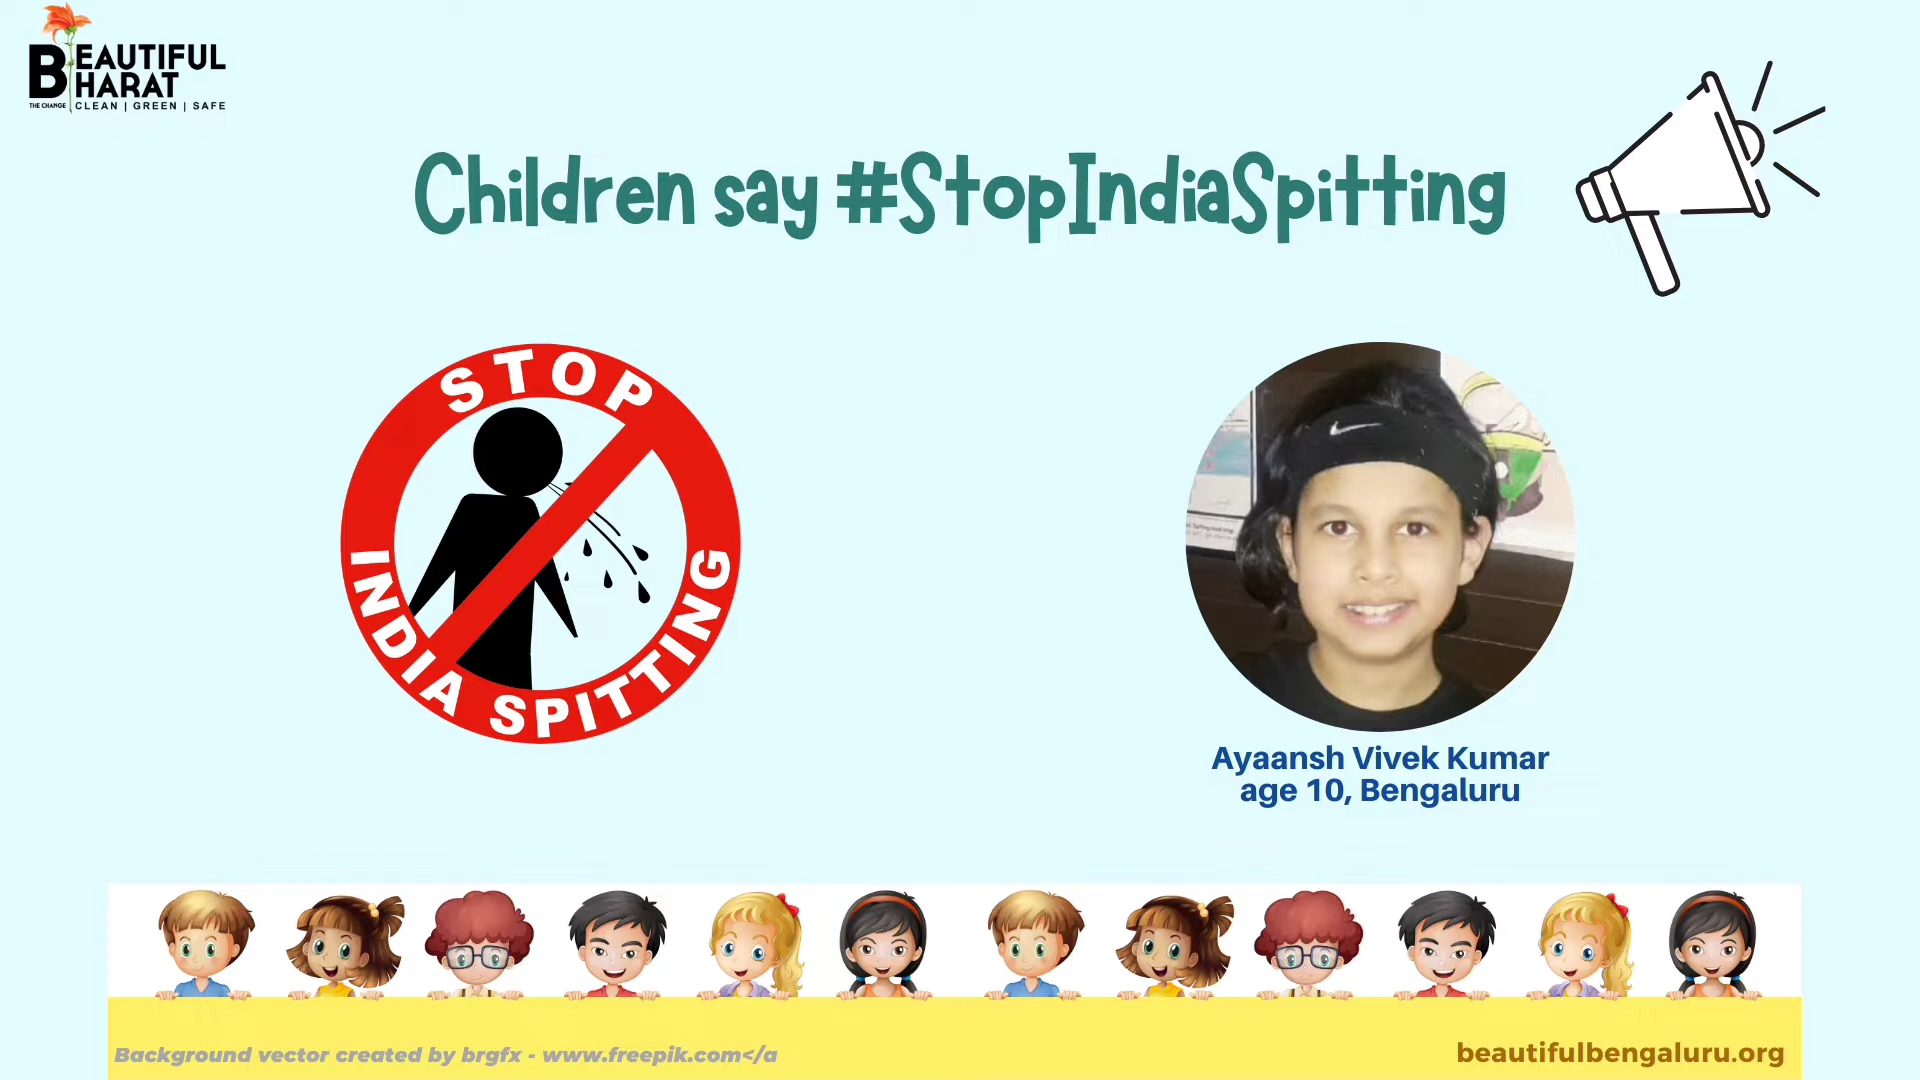 BEAUTIFUL
BHARAT
THE CHANGE CLEAN | GREEN | SAFE
Children say #StopIndiaSpitting
STOP
INDIA SPITTING
Ayaansh Vivek Kumar
age 10, Bengaluru
Background vector created by brgfx - www.freepik.com</a
beautifulbengaluru.org